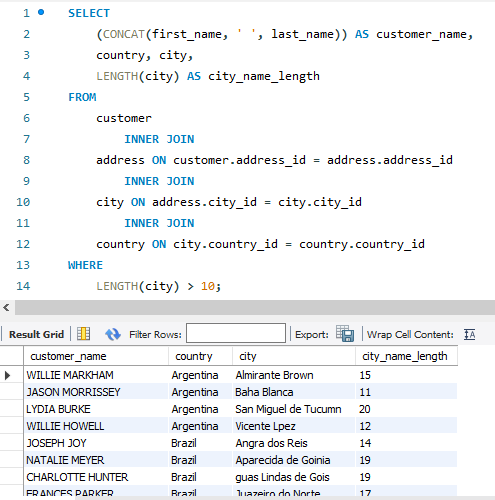 1 SELECT
2 (CONCAT(first_name, ' ', last_name)) AS customer_name,
3 country, city,
4 LENGTH(city) AS city_name_length
5 FROM
6 customer
7 INNER JOIN
8 address ON customer.address_id = address.address_id
9 INNER JOIN
10 city ON address.city_id = city.city_id
11 INNER JOIN
12 country ON city.country_id = country.country_id
13 WHERE
14 LENGTH(city) > 10;
Result Grid Filter Rows: Export: Wrap Cell Content: IA
customer_name country city city_name_length
WILLIE MARKHAM Argentina Almirante Brown 15
JASON MORRISSEY Argentina Baha Blanca 11
LYDIA BURKE Argentina San Miguel de Tucumn 20
WILLIE HOWELL Argentina Vicente Lpez 12
JOSEPH JOY Brazil Angra dos Reis 14
NATALIE MEYER Brazil Aparecida de Goinia 19
CHARLOTTE HUNTER Brazil guas Lindas de Gois 19
FRANCES PARKER Brazil Juazeiro do Norte 17